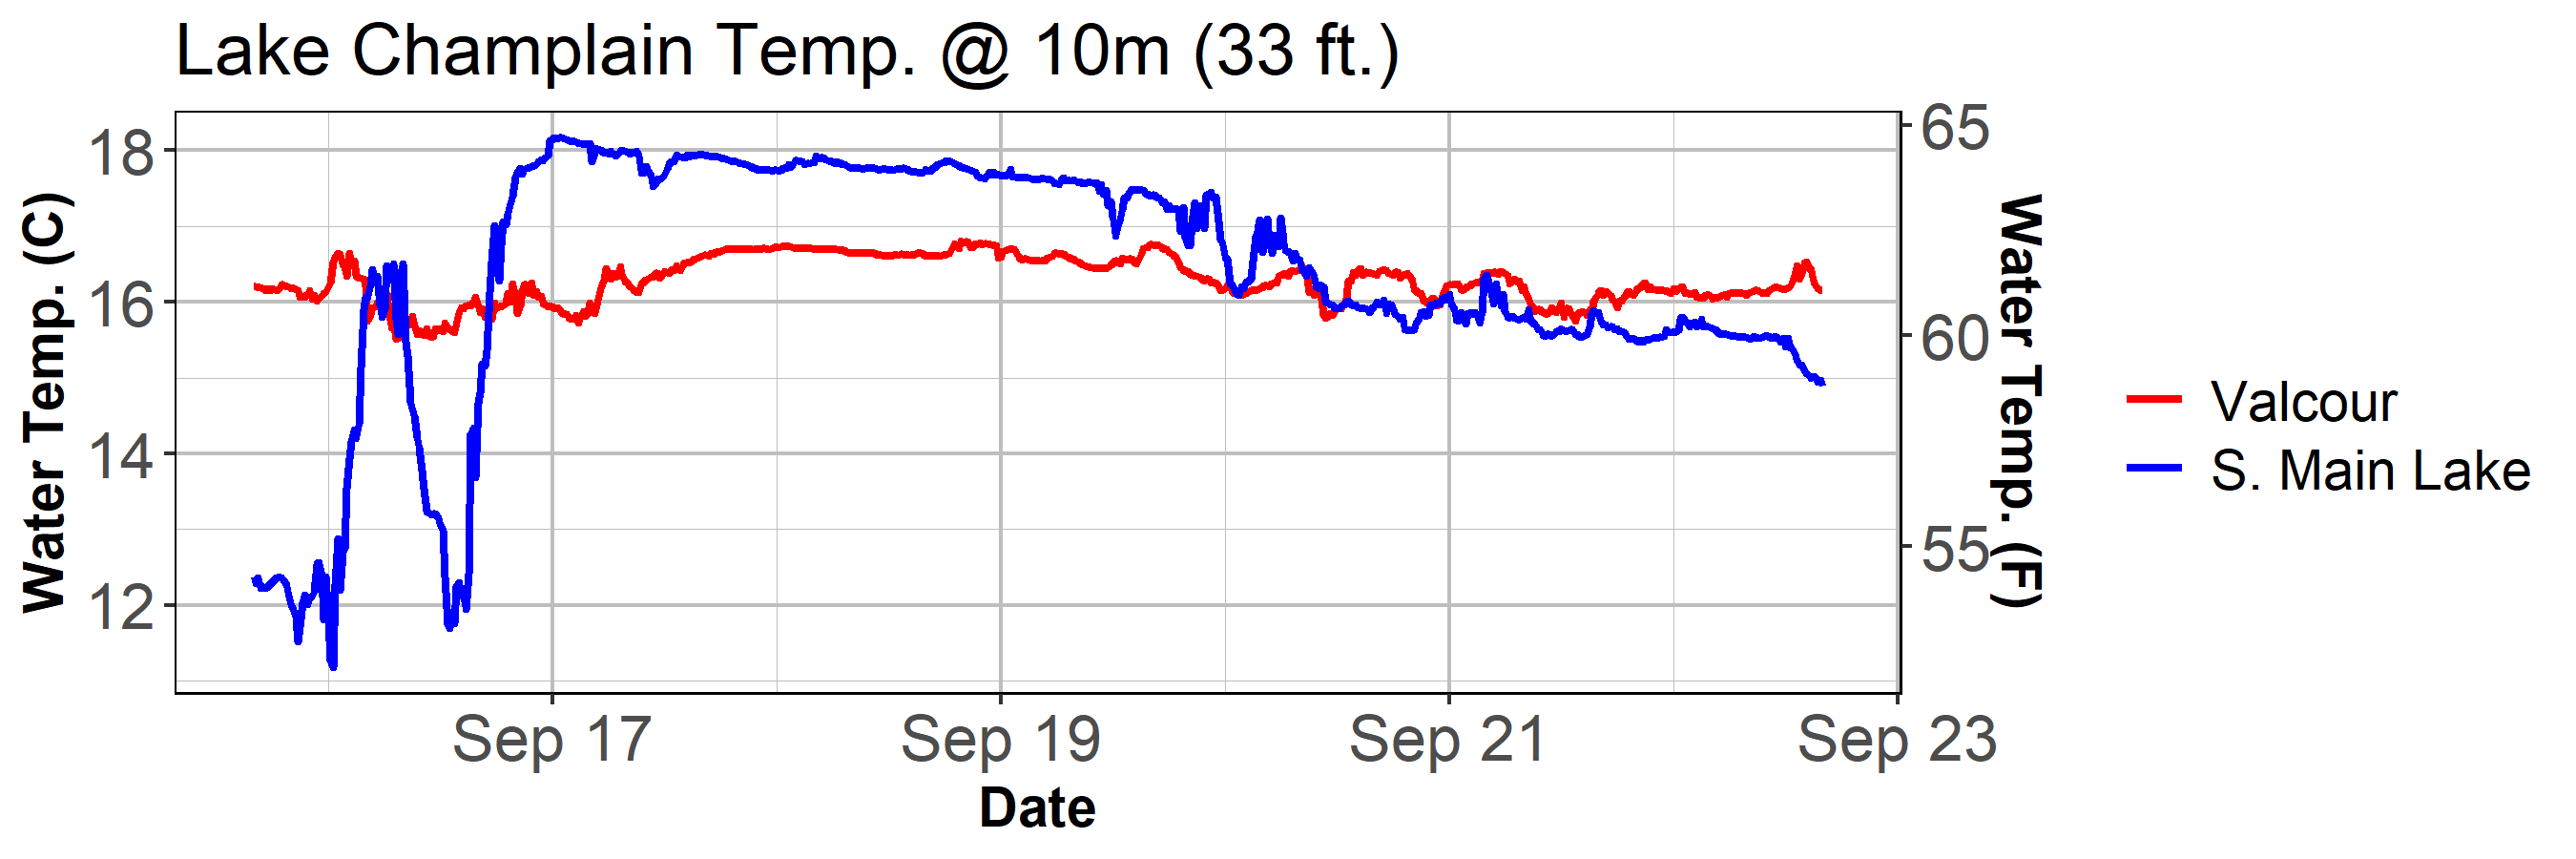 Lake Champlain Temp. @ 10m (33 ft.)
Water Temp. (C)
18
16
14
12
65
60
55
Water Temp. (F)
Sep 17
Sep 19
Sep 21
Sep 23
Date
Valcour
S. Main Lake